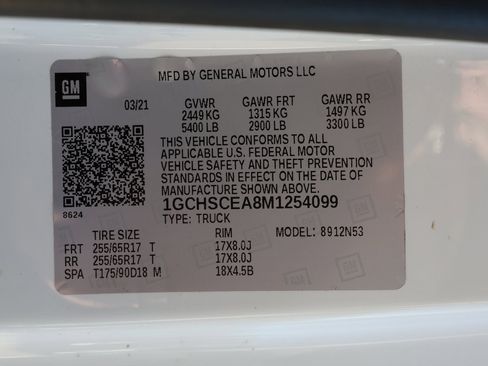 GM
MFD BY GENERAL MOTORS LLC
03/21 GVWR GAWR FRT GAWR RR
2449 KG 1315 KG 1497 KG
5400 LB 2900 LB 3300 LB
THIS VEHICLE CONFORMS TO ALL
APPLICABLE U.S. FEDERAL MOTOR
VEHICLE SAFETY AND THEFT PREVENTION
STANDARDS IN EFFECT ON THE DATE OF
MANUFACTURE SHOWN ABOVE.
8624
1GCHSCEA8M1254099
TYPE: TRUCK
TIRE SIZE RIM MODEL: 8912N53
FRT 255/65R17 T 17X8.0J
RR 255/65R17 T 17X8.0J
SPA T175/90D18 M 18X4.5B